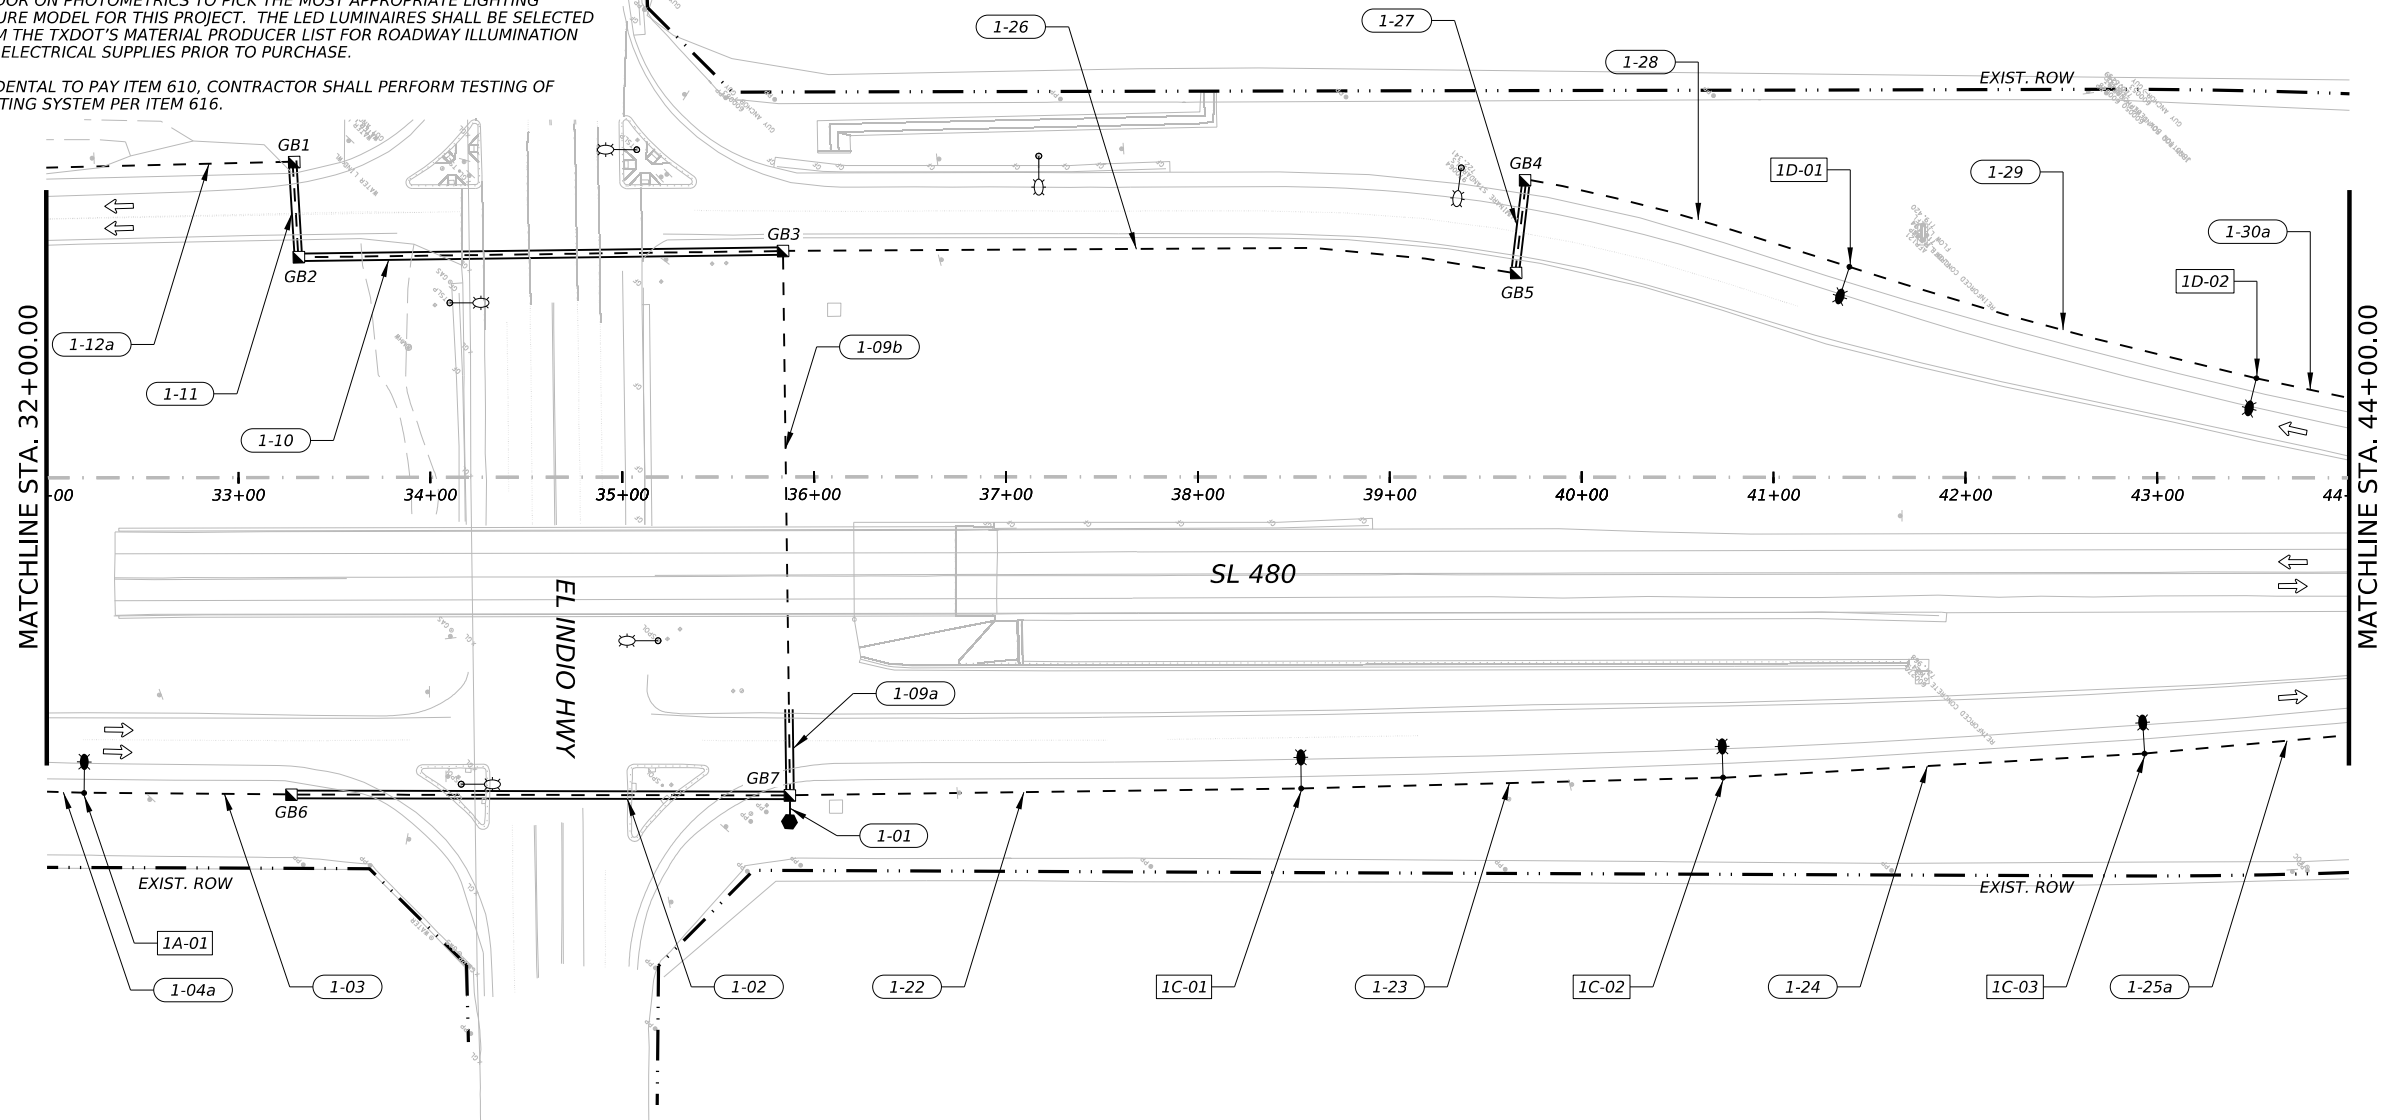 OR ON PHOTOMETRICS TO PICK THE MOST APPROPRIATE LIGHTING
URE MODEL FOR THIS PROJECT. THE LED LUMINAIRES SHALL BE SELECTED
M THE TXDOT'S MATERIAL PRODUCER LIST FOR ROADWAY ILLUMINATION
ELECTRICAL SUPPLIES PRIOR TO PURCHASE.
DENTAL TO PAY ITEM 610, CONTRACTOR SHALL PERFORM TESTING OF
TING SYSTEM PER ITEM 616.
1-26
1-27
1-28
EXIST. ROW
GB1
GB4
1D-01
1-29
GB3
1-30a
GB2
GB5
1D-02
1-12a
1-09b
1-11
1-10
MATCHLINE STA. 32+00.00
MATCHLINE STA. 44+00.00
-00
33+00
34+00
35+00
36+00
37+00
38+00
39+00
40+00
41+00
42+00
43+00
44-
SL 480
EL INDIO HWY
1-09a
GB7
GB6
1-01
EXIST. ROW
EXIST. ROW
1A-01
1-04a
1-03
1-02
1-22
1C-01
1-23
1C-02
1-24
1C-03
1-25a